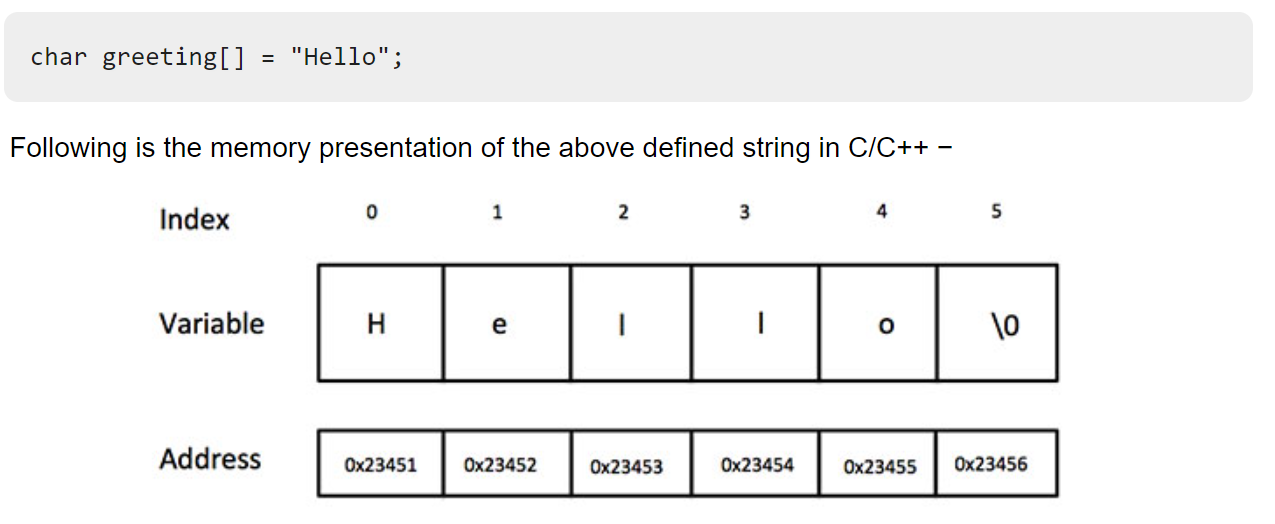 char greeting[] = "Hello";
Following is the memory presentation of the above defined string in C/C++ −
Index 0 1 2 3 4 5
Variable H e l l o \0
Address 0x23451 0x23452 0x23453 0x23454 0x23455 0x23456